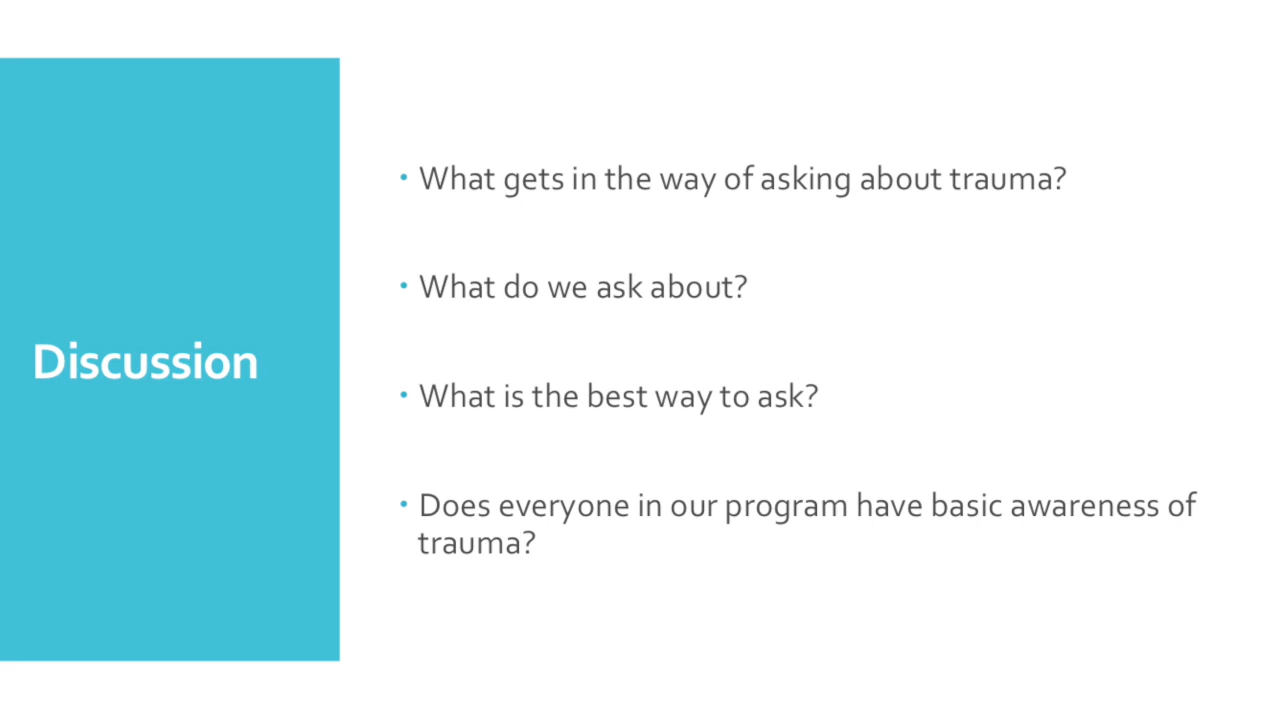 Discussion
• What gets in the way of asking about trauma?
• What do we ask about?
• What is the best way to ask?
• Does everyone in our program have basic awareness of
trauma?